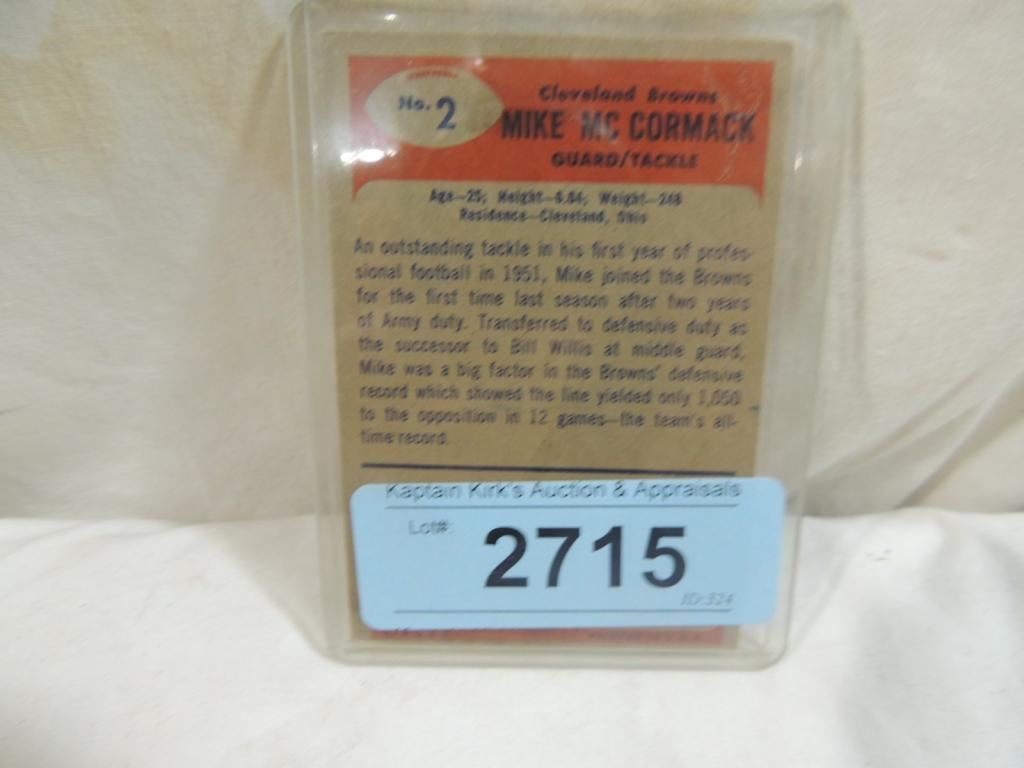 No. 2
Cleveland Browns
MIKE MC CORMACK
GUARD/TACKLE
Age—25; Height—6.04; Weight—248
Residence—Cleveland, Ohio
An outstanding tackle in his first year of profes-
sional football in 1951, Mike joined the Browns
for the first time last season after two years
of Army duty. Transferred to defensive duty as
the successor to Bill Willis at middle guard,
Mike was a big factor in the Browns' defensive
record which showed the line yielded only 1,050
to the opposition in 12 games—the team's all-
time record.
Kaptain Kirk's Auction & Appraisals
Lot#:
2715
ID:324